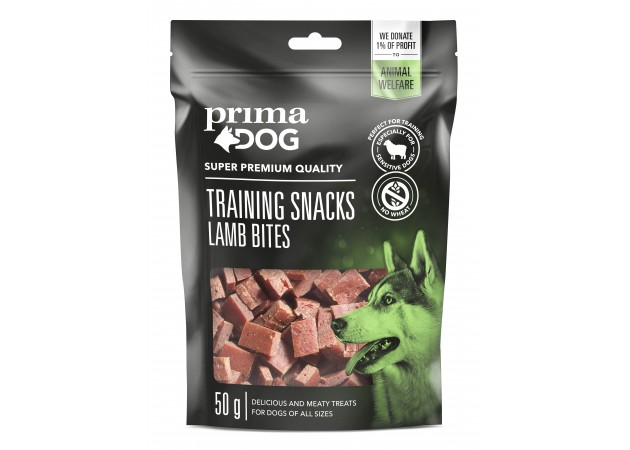 WE DONATE
1% OF PROFIT
TO
ANIMAL
WELFARE
prima
DOG
SUPER PREMIUM QUALITY
PERFECT FOR TRAINING
ESPECIALLY FOR
SENSITIVE DOGS
NO WHEAT
TRAINING SNACKS
LAMB BITES
50 g
DELICIOUS AND MEATY TREATS
FOR DOGS OF ALL SIZES